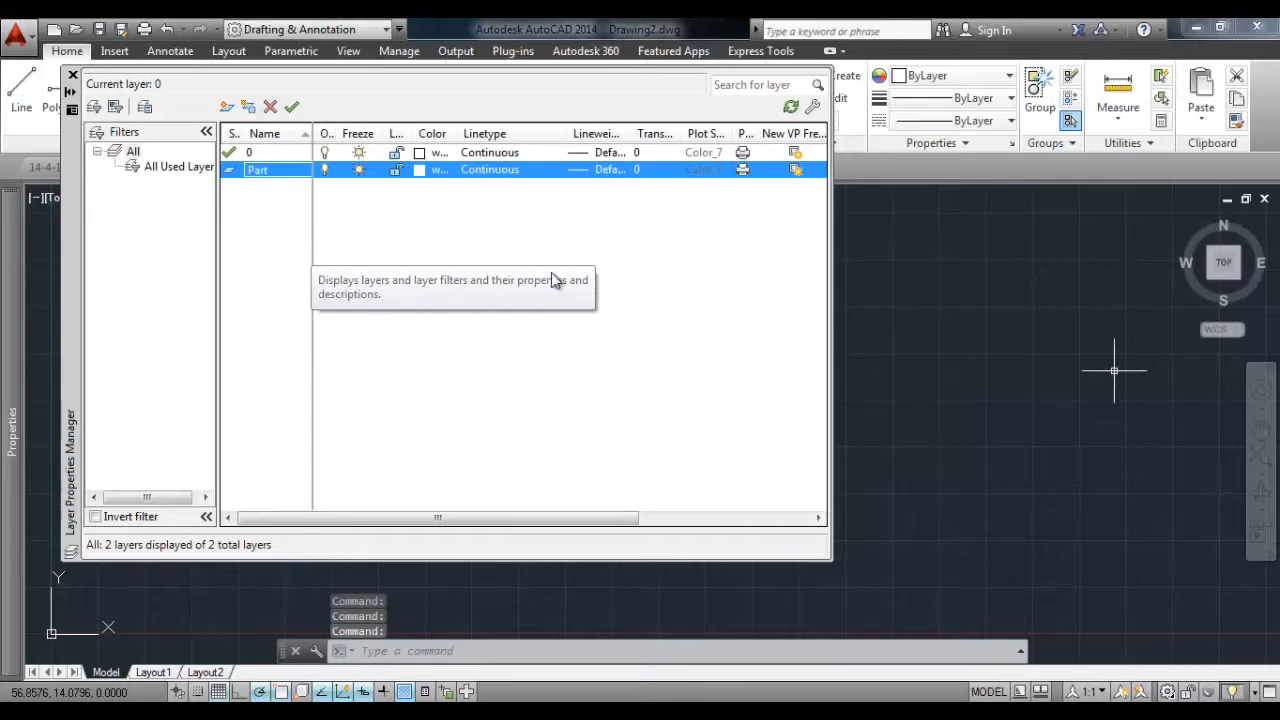 Drafting & Annotation
Autodesk AutoCAD 2014 Drawing2.dwg
Type a keyword or phrase
Sign In
Home Insert Annotate Layout Parametric View Manage Output Plug-ins Autodesk 360 Featured Apps Express Tools
Line
Current layer: 0
Search for layer
ByLayer
ByLayer
ByLayer
Group
Measure
Paste
Properties
Groups
Utilities
Clipboard
Filters
All
All Used Layer
S.. Name O.. Freeze L... Color Linetype Linewei... Trans... Plot S... P... New VP Fre...
0 w... Continuous Defa... 0 Color_7
Part w... Continuous Defa... 0 Color_7
Displays layers and layer filters and their properties and
descriptions.
Invert filter
All: 2 layers displayed of 2 total layers
Layer Properties Manager
Properties
14-4-1
[−][To
N
W TOP E
S
WCS
Y
X
Command:
Command:
Command:
Type a command
Model Layout1 Layout2
56.8576, 14.0796, 0.0000
MODEL
1:1